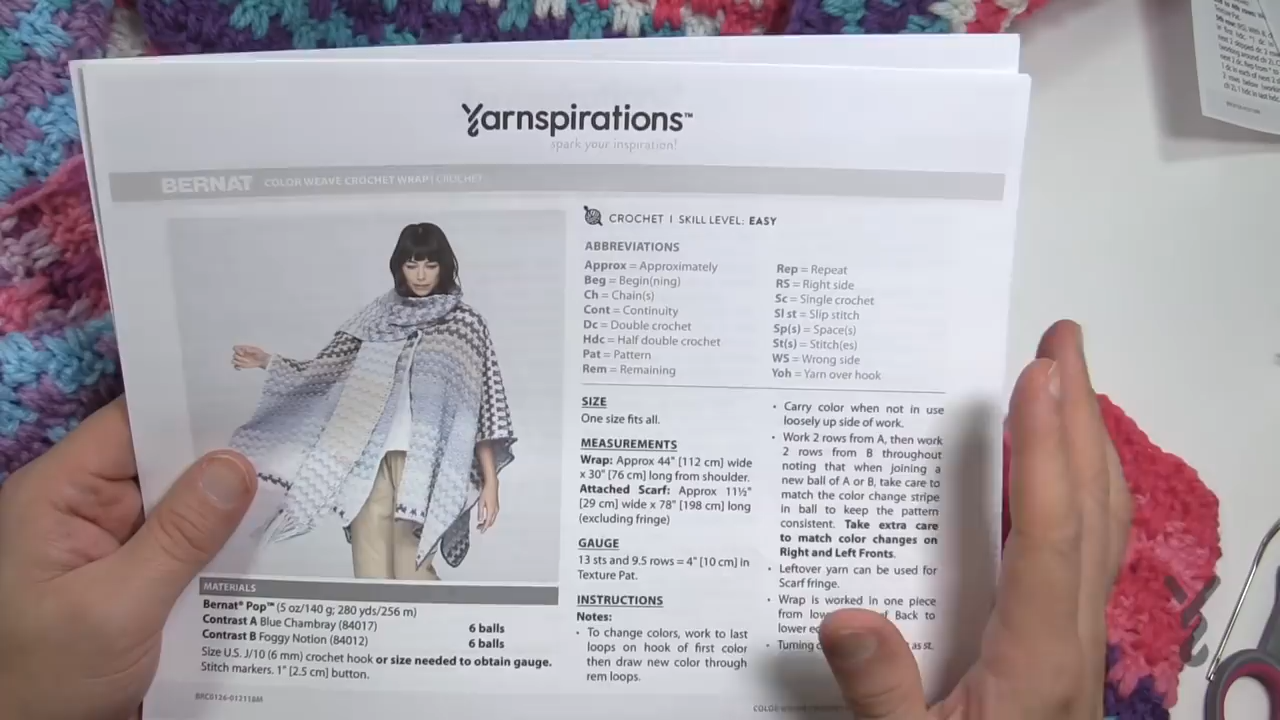 Yarnspirations™
spark your inspiration!
BERNAT COLOR WEAVE CROCHET WRAP | CROCHET
CROCHET I SKILL LEVEL: EASY
ABBREVIATIONS
Approx = Approximately
Beg = Begin(ning)
Ch = Chain(s)
Cont = Continuity
Dc = Double crochet
Hdc = Half double crochet
Pat = Pattern
Rem = Remaining
Rep = Repeat
RS = Right side
Sc = Single crochet
Sl st = Slip stitch
Sp(s) = Space(s)
St(s) = Stitch(es)
WS = Wrong side
Yoh = Yarn over hook
MATERIALS
Bernat® Pop™ (5 oz/140 g; 280 yds/256 m)
Contrast A Blue Chambray (84017) 6 balls
Contrast B Foggy Notion (84012) 6 balls
Size U.S. J/10 (6 mm) crochet hook or size needed to obtain gauge.
Stitch markers. 1" [2.5 cm] button.
SIZE
One size fits all.
MEASUREMENTS
Wrap: Approx 44" [112 cm] wide
x 30" [76 cm] long from shoulder.
Attached Scarf: Approx 11½"
[29 cm] wide x 78" [198 cm] long
(excluding fringe)
GAUGE
13 sts and 9.5 rows = 4" [10 cm] in
Texture Pat.
INSTRUCTIONS
Notes:
• To change colors, work to last
loops on hook of first color
then draw new color through
rem loops.
• Carry color when not in use
loosely up side of work.
• Work 2 rows from A, then work
2 rows from B throughout
noting that when joining a
new ball of A or B, take care to
match the color change stripe
in ball to keep the pattern
consistent. Take extra care
to match color changes on
Right and Left Fronts.
• Leftover yarn can be used for
Scarf fringe.
• Wrap is worked in one piece
from of Back to
lower
• Turning as st.
BRC0126-012118M
COLOR WEAVE